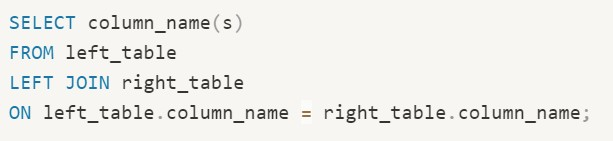 SELECT column_name(s)
FROM left_table
LEFT JOIN right_table
ON left_table.column_name = right_table.column_name;